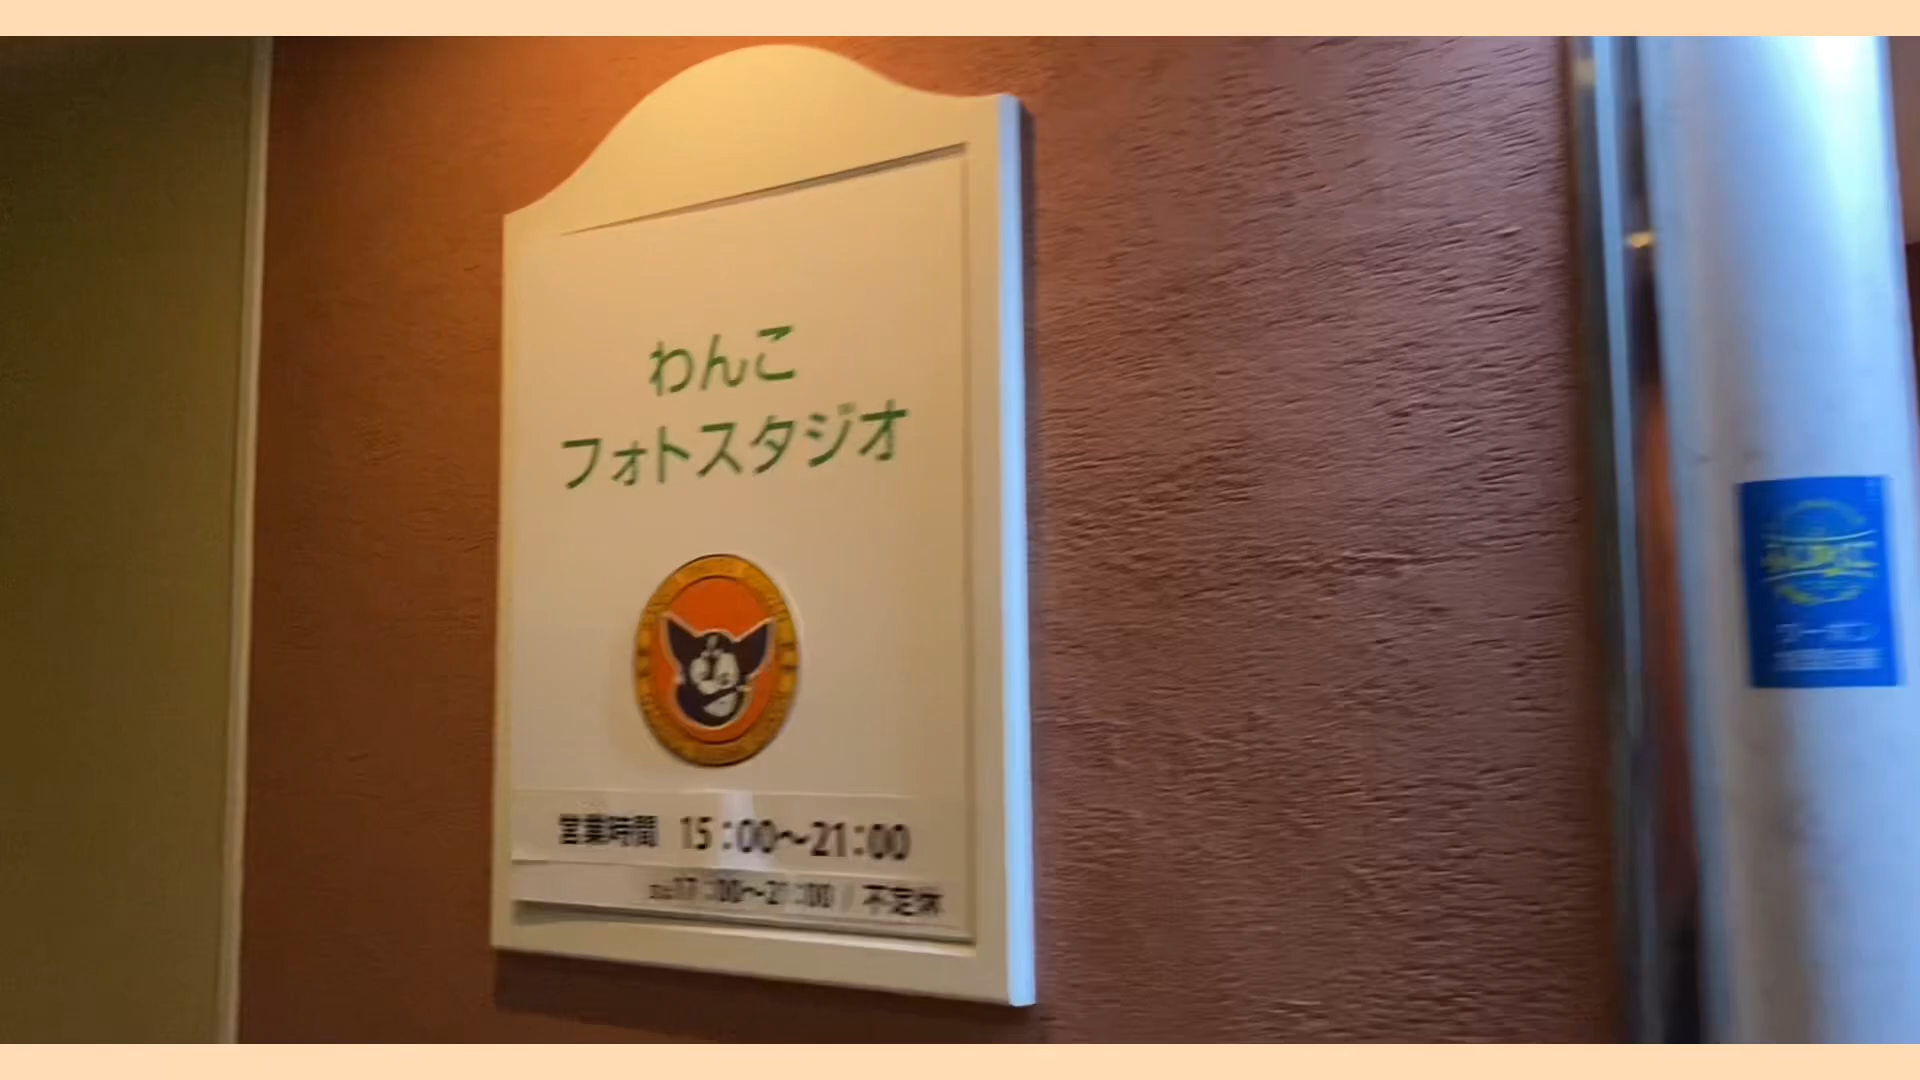 わんこ
フォトスタジオ
営業時間 15:00〜21:00
17:00〜21:00 / 不定休